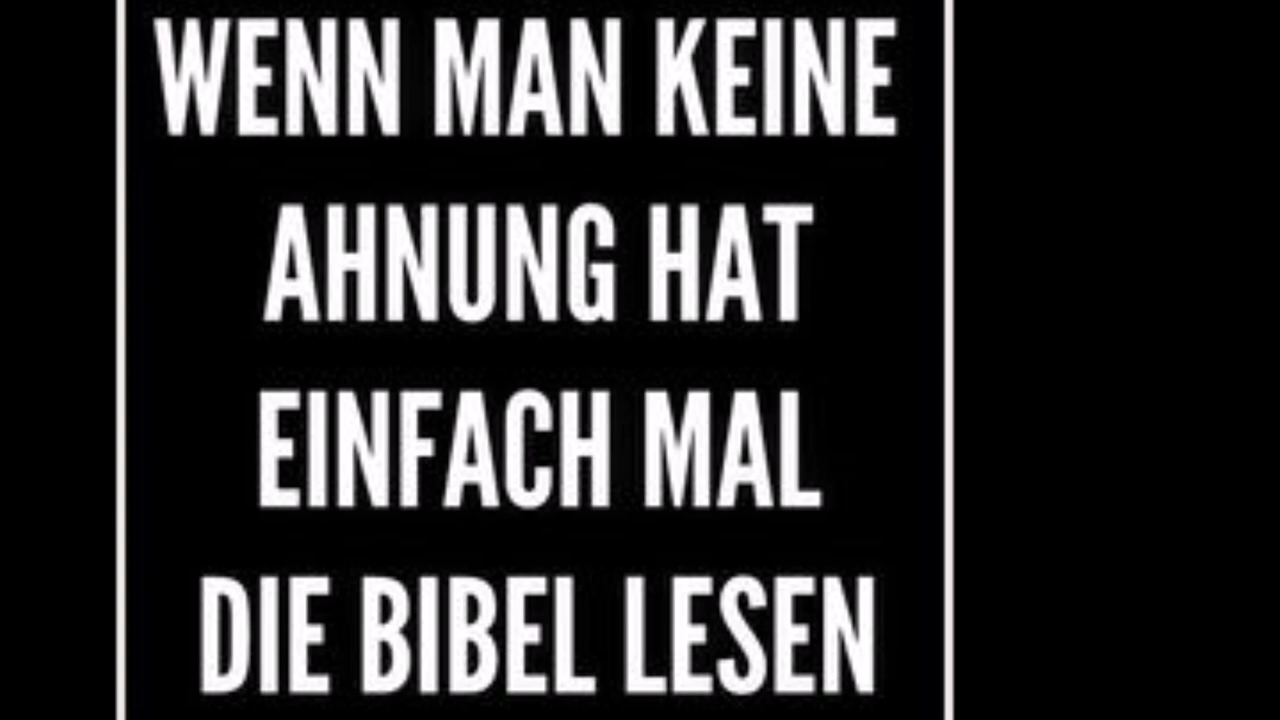 WENN MAN KEINE
AHNUNG HAT
EINFACH MAL
DIE BIBEL LESEN